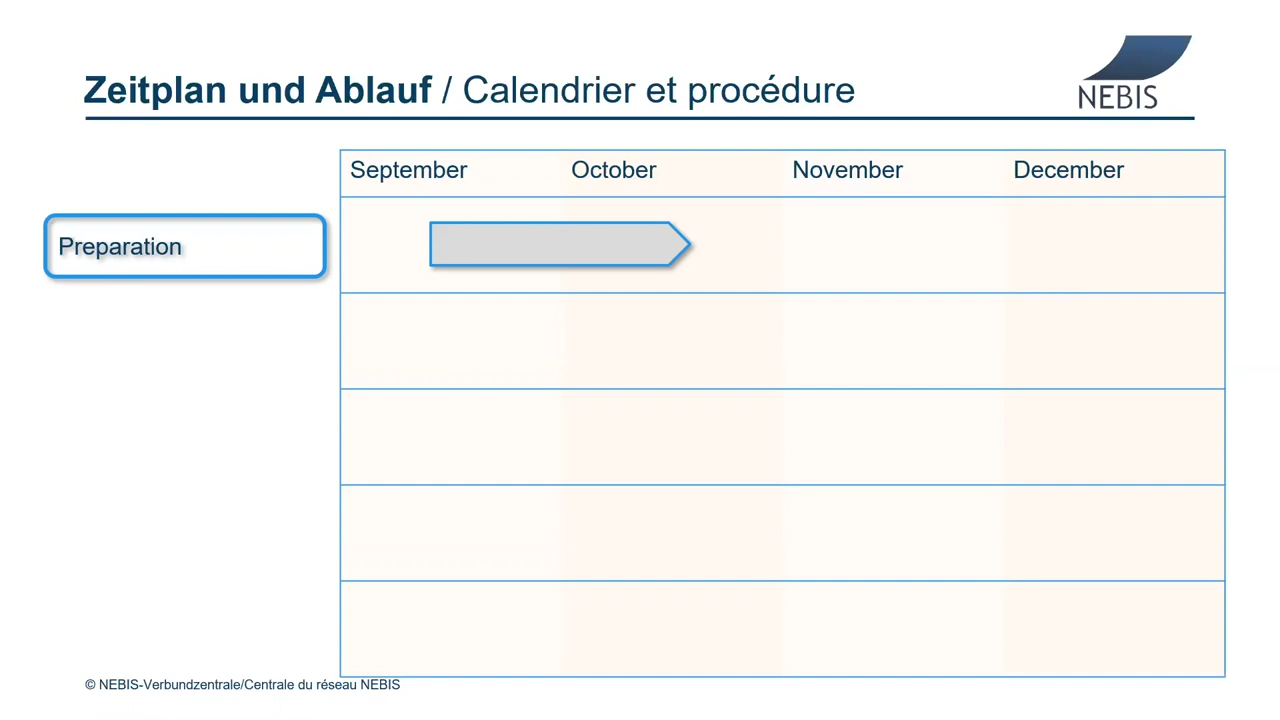 Zeitplan und Ablauf / Calendrier et procédure
NEBIS
September October November December
Preparation
© NEBIS-Verbundzentrale/Centrale du réseau NEBIS